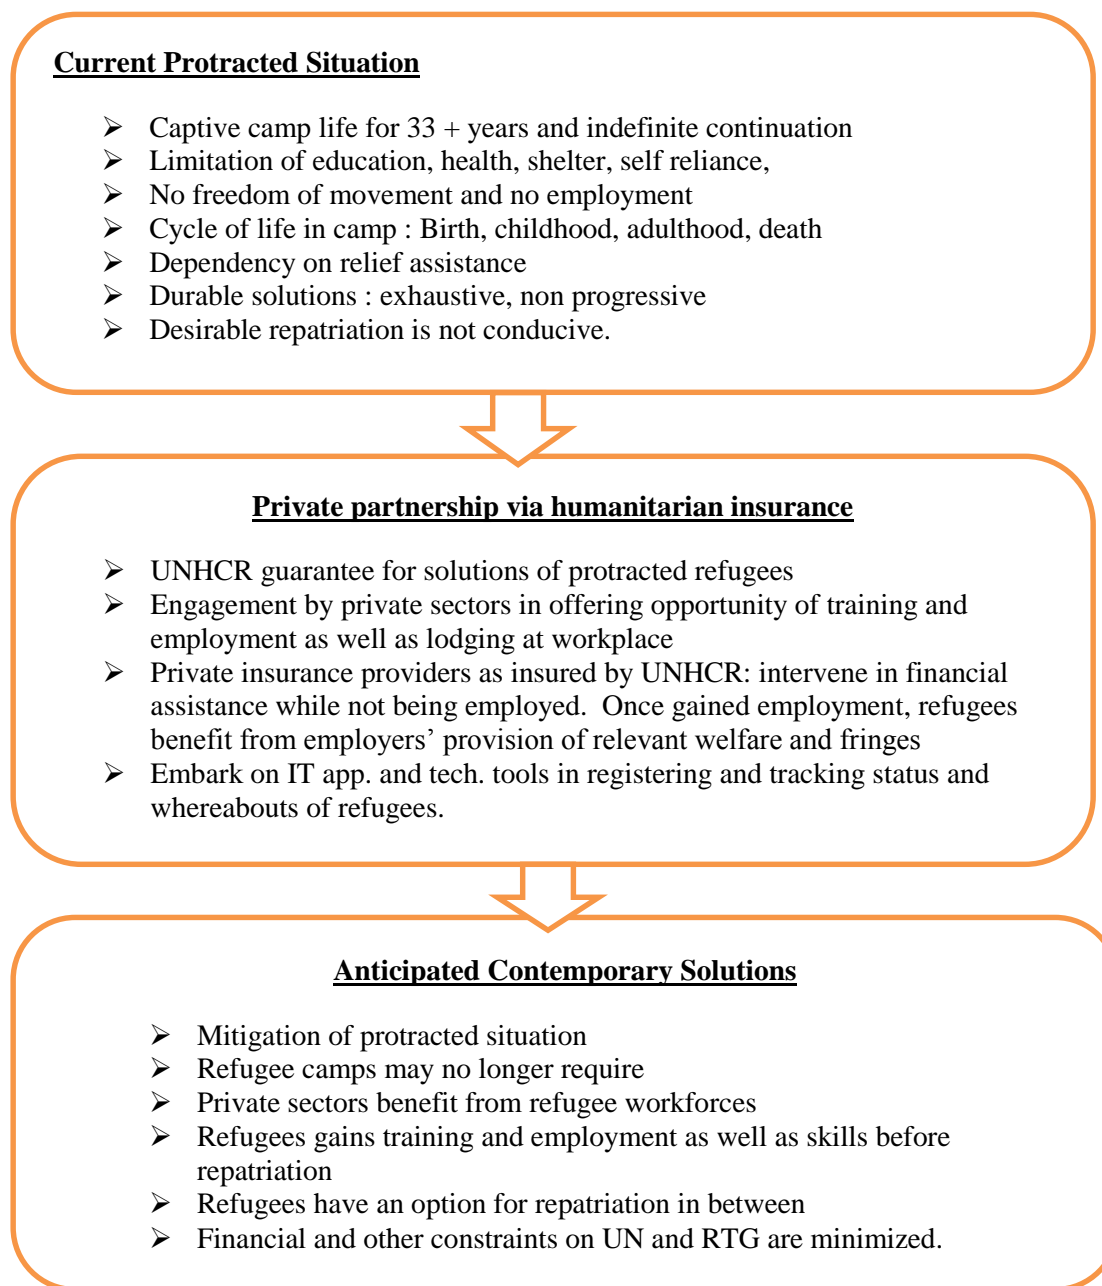 Current Protracted Situation
➢ Captive camp life for 33 + years and indefinite continuation
➢ Limitation of education, health, shelter, self reliance,
➢ No freedom of movement and no employment
➢ Cycle of life in camp : Birth, childhood, adulthood, death
➢ Dependency on relief assistance
➢ Durable solutions : exhaustive, non progressive
➢ Desirable repatriation is not conducive.
Private partnership via humanitarian insurance
➢ UNHCR guarantee for solutions of protracted refugees
➢ Engagement by private sectors in offering opportunity of training and
employment as well as lodging at workplace
➢ Private insurance providers as insured by UNHCR: intervene in financial
assistance while not being employed.  Once gained employment, refugees
benefit from employers’ provision of relevant welfare and fringes
➢ Embark on IT app. and tech. tools in registering and tracking status and
whereabouts of refugees.
Anticipated Contemporary Solutions
➢ Mitigation of protracted situation
➢ Refugee camps may no longer require
➢ Private sectors benefit from refugee workforces
➢ Refugees gains training and employment as well as skills before
repatriation
➢ Refugees have an option for repatriation in between
➢ Financial and other constraints on UN and RTG are minimized.